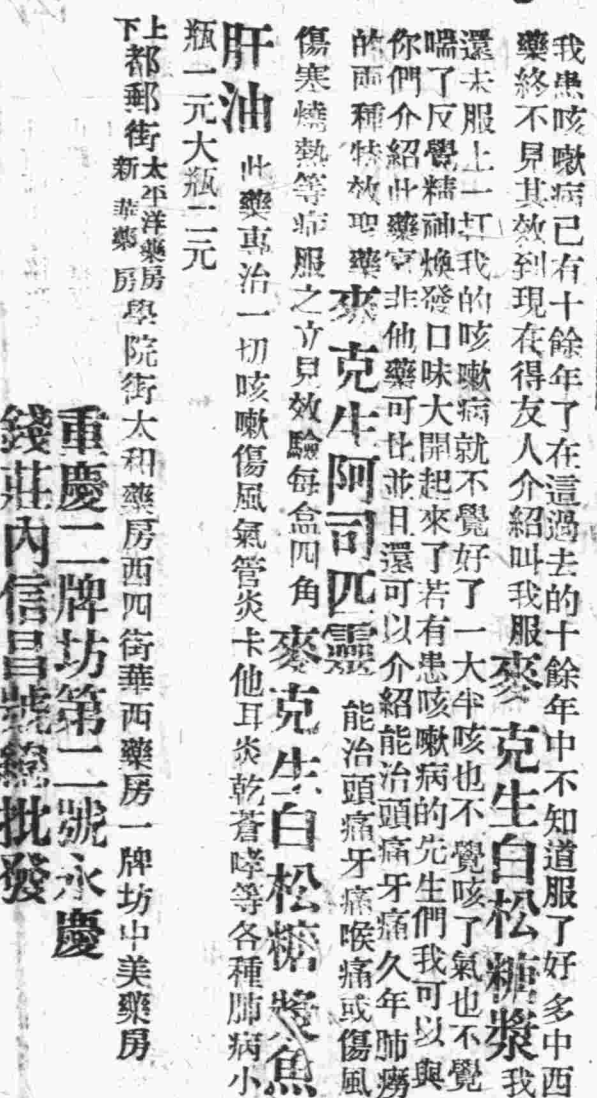 我患咳嗽病已有十餘年了在這過去的十餘年中不知道服了好多中西
藥終不見其效到現在得友人介紹叫我服麥克生白松糖漿我
還未服上一打我的咳嗽病就不覺好了一大半咳也不覺咳了氣也不覺
喘了反覺精神煥發口味大開起來了若有患咳嗽病的先生們我可以與
你們介紹此藥實非他藥可比並且還可以介紹能治頭痛牙痛久年肺癆
的兩種特效聖藥麥克生阿司匹靈能治頭痛牙痛喉痛或傷風
傷寒燒熱等症服之立見效驗每盒四角麥克生白松糖漿魚
肝油此藥專治一切咳嗽傷風氣管炎卡他耳炎乾蒼哮等各種肺病小
瓶一元大瓶二元
上下都郵街太平洋藥房新華藥房學院街太和藥房西四街華西藥房一牌坊中美藥房
重慶二牌坊第二號永慶
錢莊內信昌號總批發